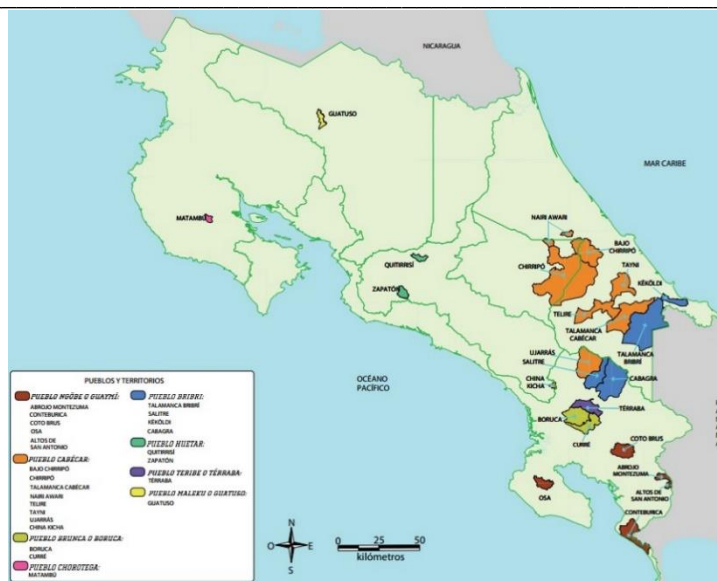 NICARAGUA
GUATUSO
MAR CARIBE
MATAMBÚ
NAIRI AWARI
BAJO
CHIRRIPÓ
QUITIRRISÍ
CHIRRIPÓ
TAYNI
KÉKÖLDI
ZAPATÓN
TELIRE
TALAMANCA
CABÉCAR
UJARRÁS
SALITRE
TALAMANCA
BRIBRÍ
OCÉANO
PACÍFICO
CHINA
KICHA
CABAGRA
TÉRRABA
BORUCA
CURRÉ
COTO BRUS
ABROJO
MONTEZUMA
OSA
ALTOS DE
SAN ANTONIO
CONTEBURICA
PUEBLOS Y TERRITORIOS
PUEBLO NGÖBE O GUAYMÍ:
ABROJO MONTEZUMA
CONTEBURICA
COTO BRUS
OSA
ALTOS DE
SAN ANTONIO
PUEBLO CABÉCAR:
BAJO CHIRRIPÓ
CHIRRIPÓ
TALAMANCA CABÉCAR
NAIRI AWARI
TELIRE
TAYNI
UJARRÁS
CHINA KICHA
PUEBLO BRUNCA O BORUCA:
BORUCA
CURRÉ
PUEBLO CHOROTEGA:
MATAMBÚ
PUEBLO BRIBRI:
TALAMANCA BRIBRÍ
SALITRE
KÉKÖLDI
CABAGRA
PUEBLO HUETAR:
QUITIRRISÍ
ZAPATÓN
PUEBLO TERIBE O TÉRRABA:
TÉRRABA
PUEBLO MALEKU O GUATUSO:
GUATUSO
N
O E
S
0 25 50
kilómetros